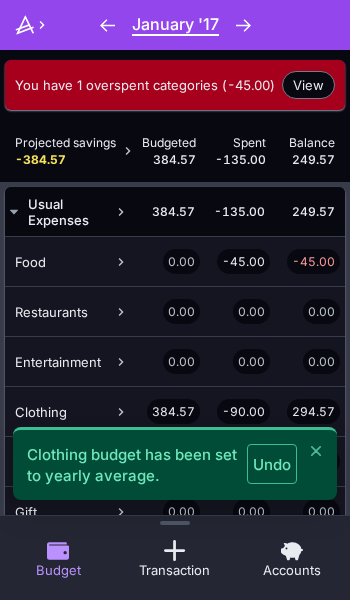 January '17
You have 1 overspent categories (-45.00) View
Projected savings Budgeted Spent Balance
-384.57 384.57 -135.00 249.57
Usual Expenses 384.57 -135.00 249.57
Food 0.00 -45.00 -45.00
Restaurants 0.00 0.00 0.00
Entertainment 0.00 0.00 0.00
Clothing 384.57 -90.00 294.57
Clothing budget has been set
to yearly average.
Undo
Gift 0.00 0.00 0.00
Budget Transaction Accounts